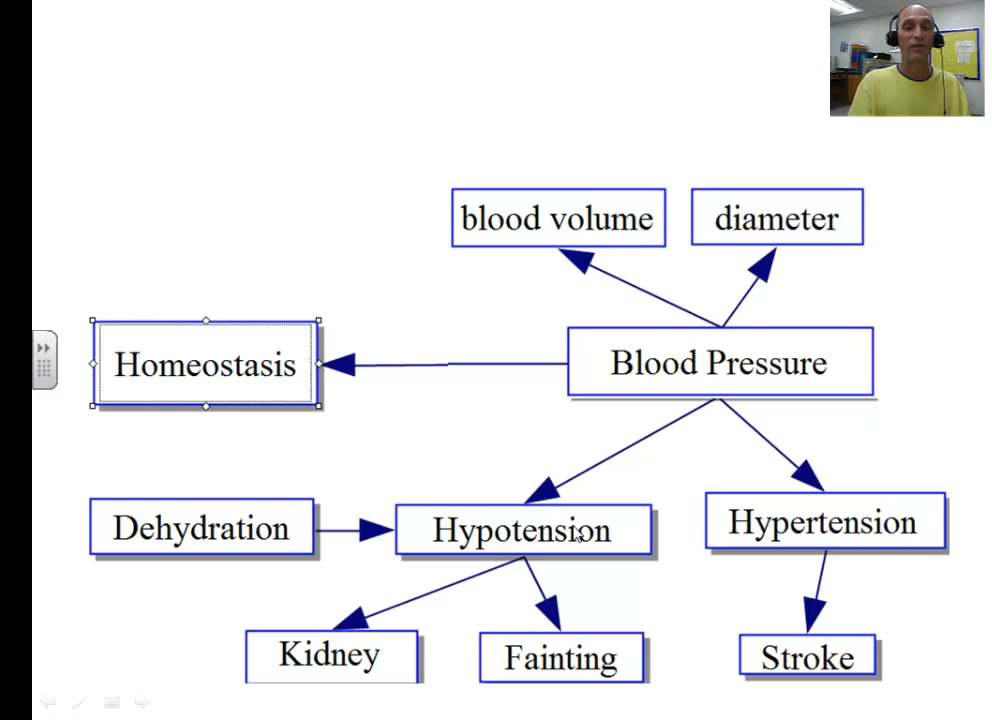 blood volume
diameter
Homeostasis
Blood Pressure
Dehydration
Hypotension
Hypertension
Kidney
Fainting
Stroke